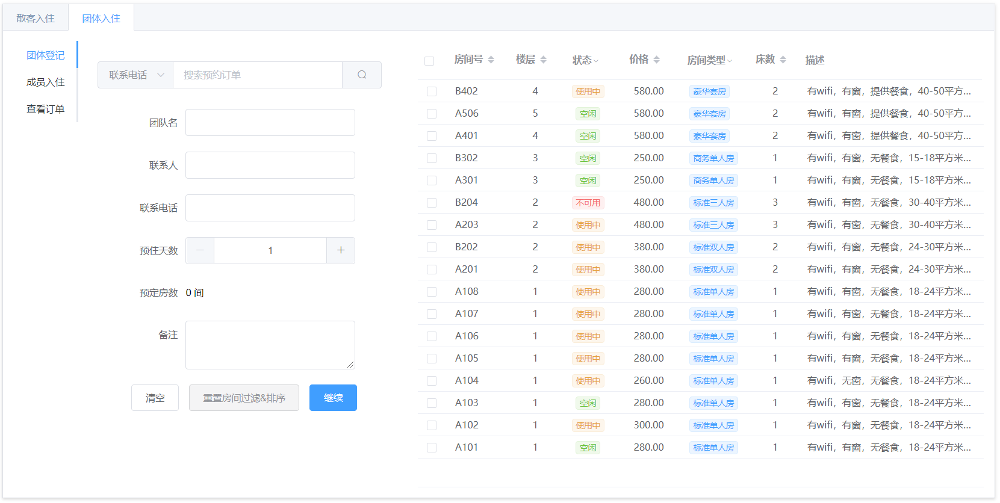 散客入住 团体入住
团体登记
成员入住
查看订单
联系电话 搜索预约订单
团队名
联系人
联系电话
预住天数 1
预定房数 0 间
备注
清空 重置房间过滤&排序 继续
房间号 楼层 状态 价格 房间类型 床数 描述
B402 4 使用中 580.00 豪华套房 2 有wifi，有窗，提供餐食，40-50平方...
A506 5 空闲 580.00 豪华套房 2 有wifi，有窗，提供餐食，40-50平方...
A401 4 空闲 580.00 豪华套房 2 有wifi，有窗，提供餐食，40-50平方...
B302 3 空闲 250.00 商务单人房 1 有wifi，有窗，无餐食，15-18平方米...
A301 3 空闲 250.00 商务单人房 1 有wifi，有窗，无餐食，15-18平方米...
B204 2 不可用 480.00 标准三人房 3 有wifi，有窗，无餐食，30-40平方米...
A203 2 使用中 480.00 标准三人房 3 有wifi，有窗，无餐食，30-40平方米...
B202 2 使用中 380.00 标准双人房 2 有wifi，有窗，无餐食，24-30平方米...
A201 2 使用中 380.00 标准双人房 2 有wifi，有窗，无餐食，24-30平方米...
A108 1 使用中 280.00 标准单人房 1 有wifi，有窗，无餐食，18-24平方米...
A107 1 使用中 280.00 标准单人房 1 有wifi，有窗，无餐食，18-24平方米...
A106 1 使用中 280.00 标准单人房 1 有wifi，有窗，无餐食，18-24平方米...
A105 1 使用中 280.00 标准单人房 1 有wifi，有窗，无餐食，18-24平方米...
A104 1 使用中 260.00 标准单人房 1 有wifi，无窗，无餐食，18-24平方米...
A103 1 空闲 280.00 标准单人房 1 有wifi，有窗，无餐食，18-24平方米...
A102 1 使用中 300.00 标准单人房 1 有wifi，有窗，无餐食，18-24平方米...
A101 1 空闲 280.00 标准单人房 1 有wifi，有窗，无餐食，18-24平方米...